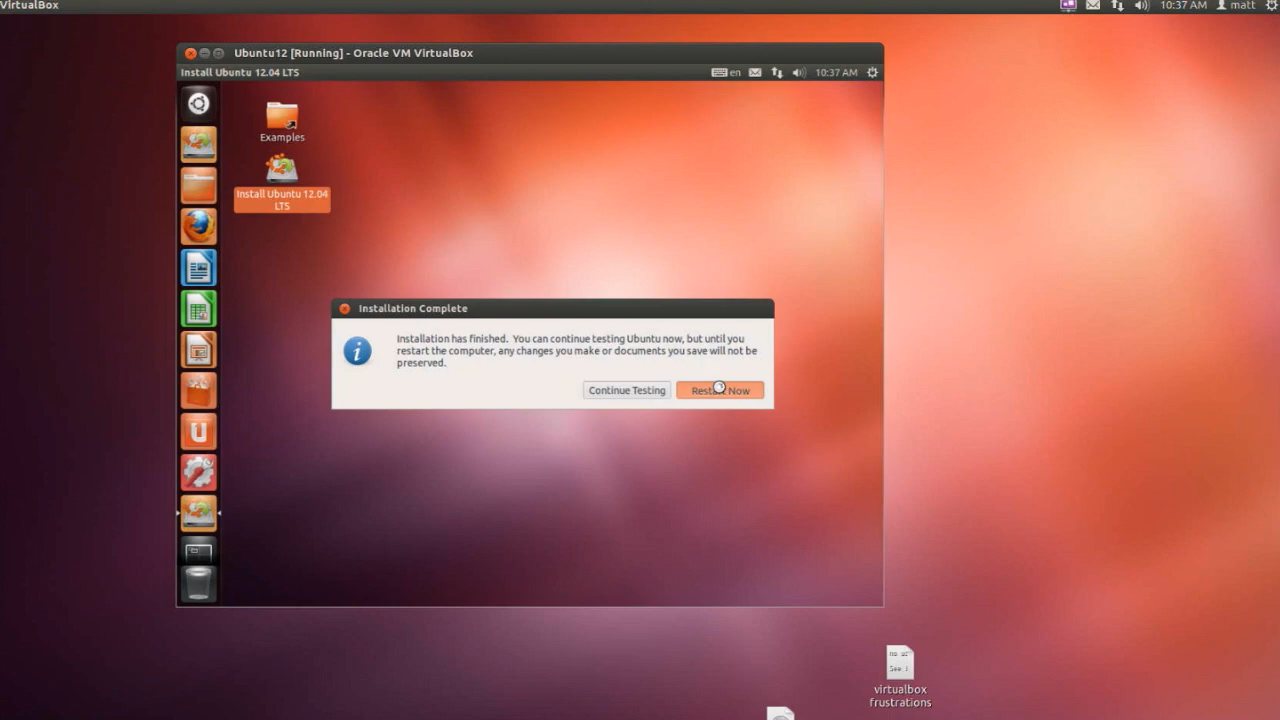 VirtualBox
10:37 AM
matt
Ubuntu12 [Running] - Oracle VM VirtualBox
Install Ubuntu 12.04 LTS
en
10:37 AM
Examples
Install Ubuntu 12.04
LTS
Installation Complete
Installation has finished. You can continue testing Ubuntu now, but until you
restart the computer, any changes you make or documents you save will not be
preserved.
Continue Testing
Restart Now
U
virtualbox
frustrations